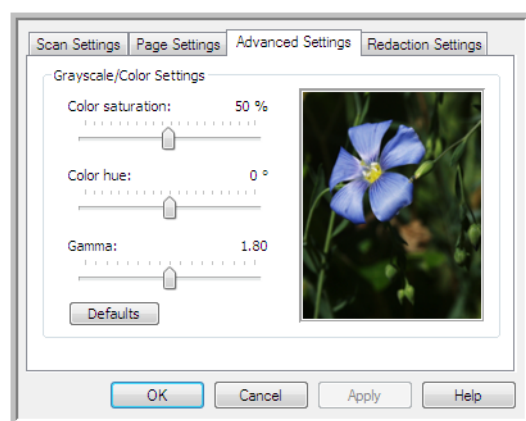 Scan Settings Page Settings Advanced Settings Redaction Settings
Grayscale/Color Settings
Color saturation: 50 %
Color hue: 0 °
Gamma: 1.80
Defaults
OK Cancel Apply Help